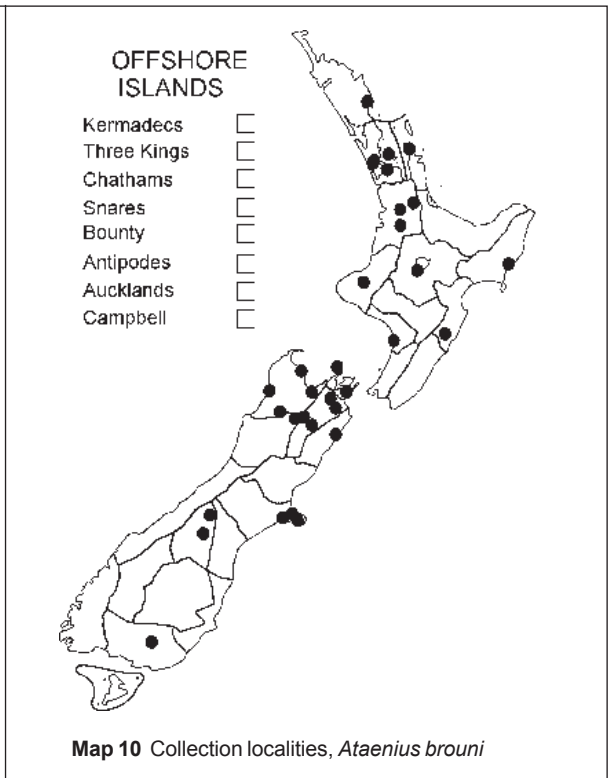 OFFSHORE
ISLANDS
Kermadecs
Three Kings
Chathams
Snares
Bounty
Antipodes
Aucklands
Campbell
Map 10 Collection localities, Ataenius brouni